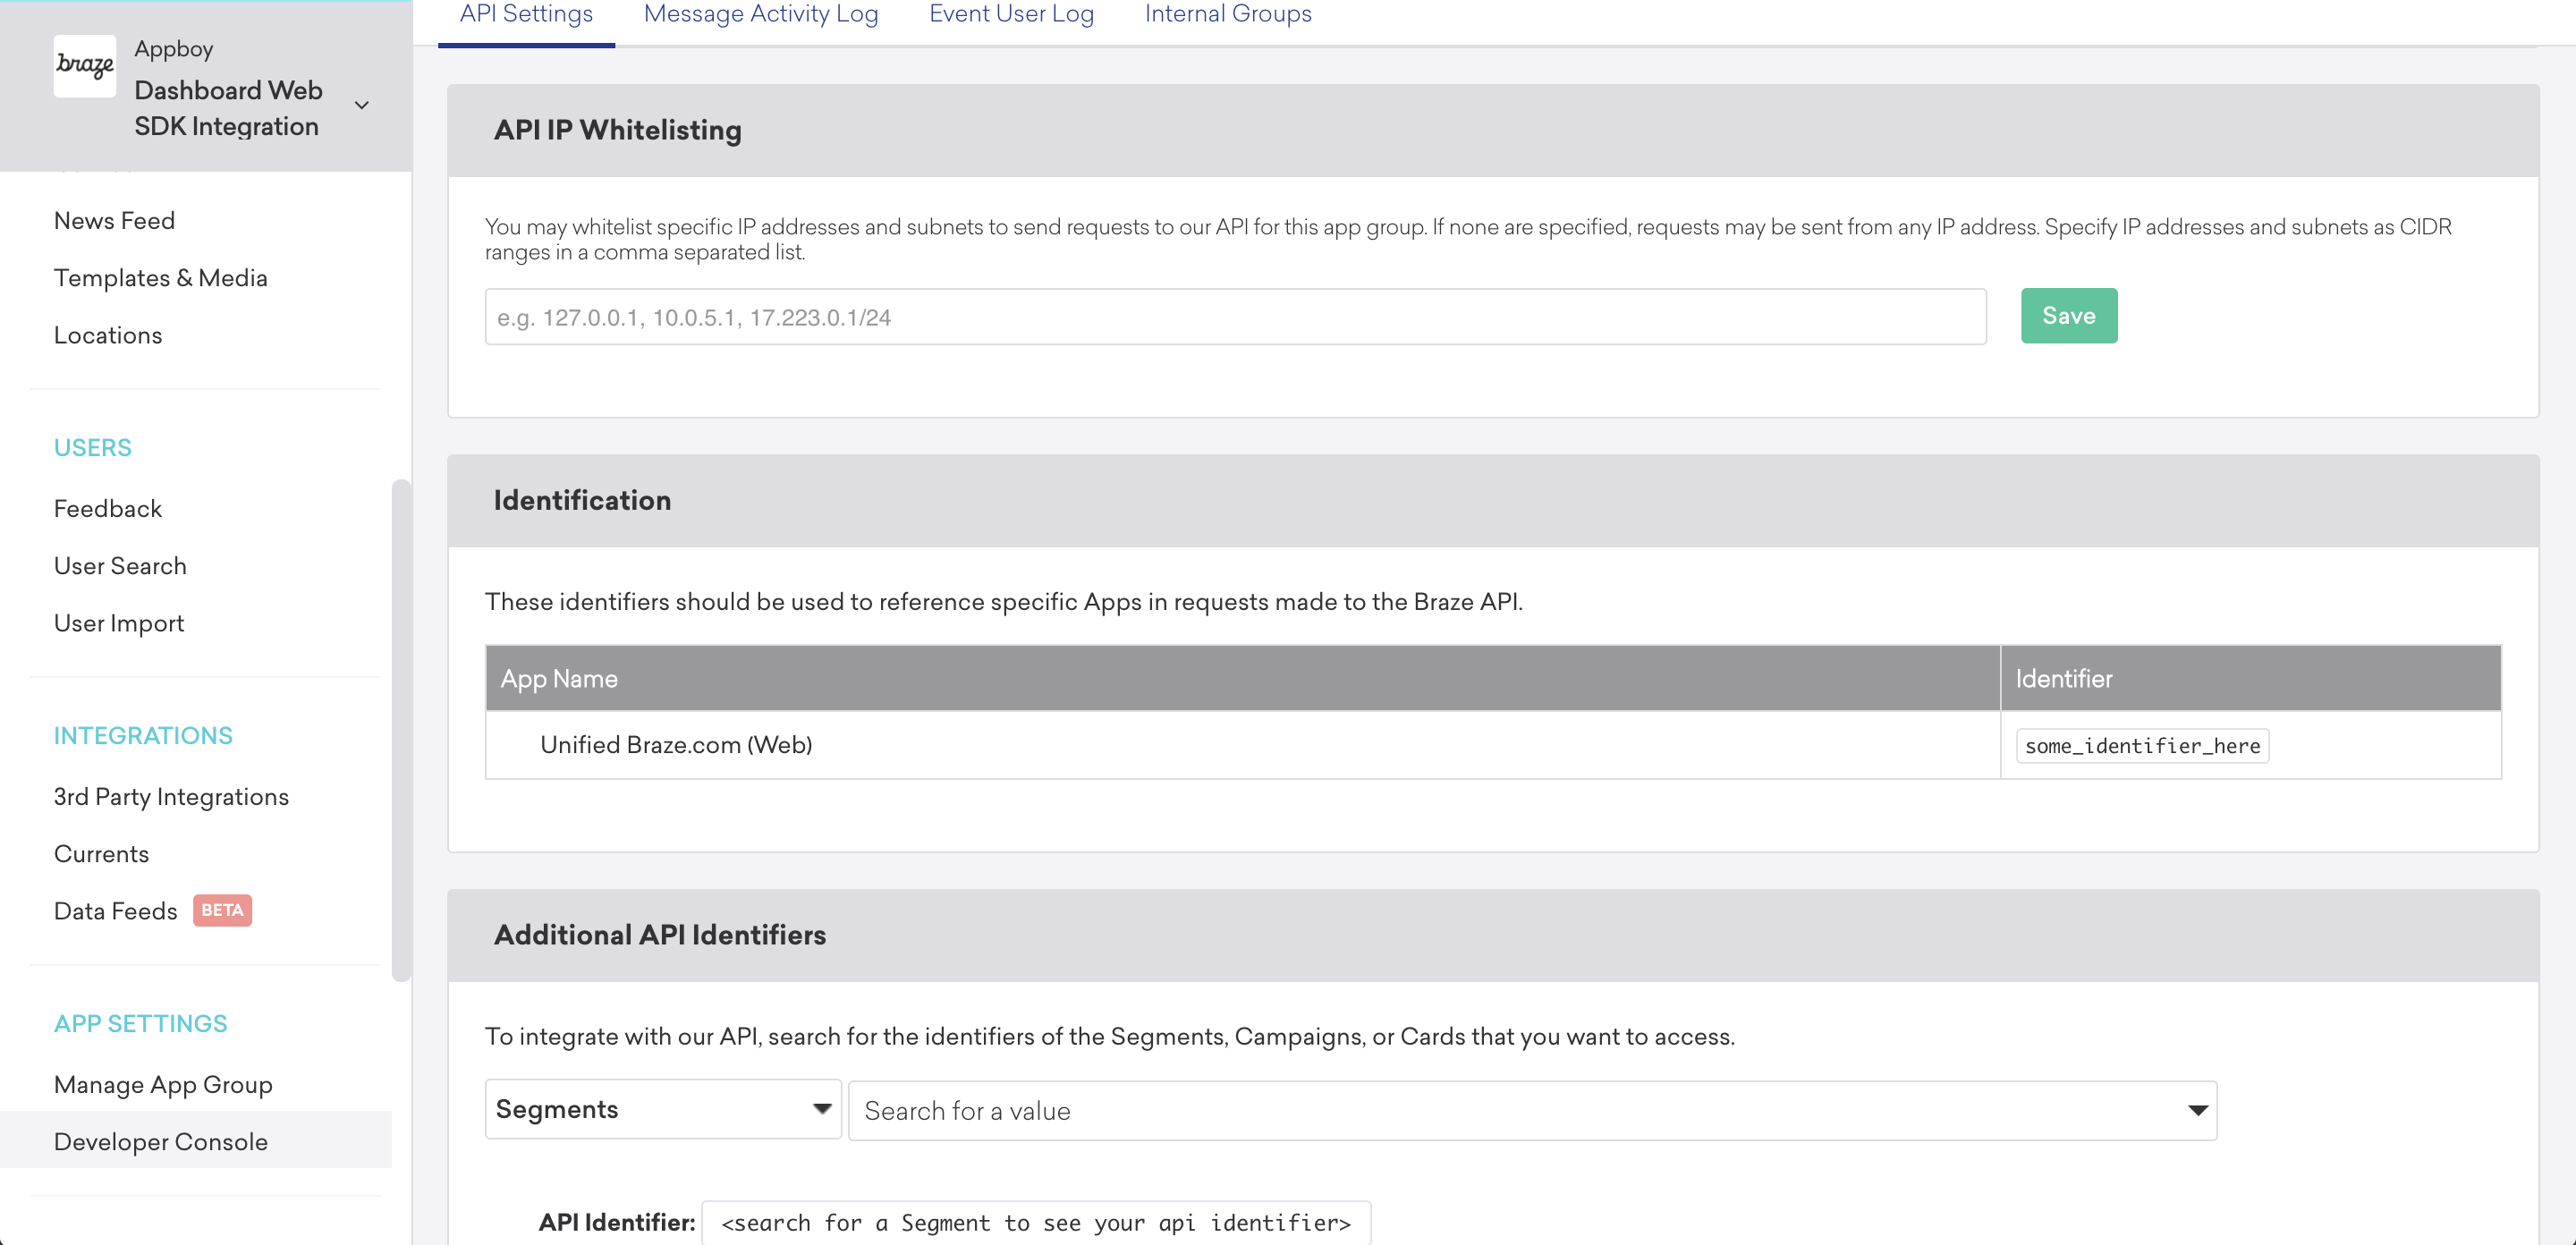 API Settings
Message Activity Log
Event User Log
Internal Groups
braze
Appboy
Dashboard Web
SDK Integration
News Feed
Templates & Media
Locations
USERS
Feedback
User Search
User Import
INTEGRATIONS
3rd Party Integrations
Currents
Data Feeds BETA
APP SETTINGS
Manage App Group
Developer Console
API IP Whitelisting
You may whitelist specific IP addresses and subnets to send requests to our API for this app group. If none are specified, requests may be sent from any IP address. Specify IP addresses and subnets as CIDR
ranges in a comma separated list.
e.g. 127.0.0.1, 10.0.5.1, 17.223.0.1/24
Save
Identification
These identifiers should be used to reference specific Apps in requests made to the Braze API.
App Name
Identifier
Unified Braze.com (Web)
some_identifier_here
Additional API Identifiers
To integrate with our API, search for the identifiers of the Segments, Campaigns, or Cards that you want to access.
Segments
Search for a value
API Identifier: <search for a Segment to see your api identifier>